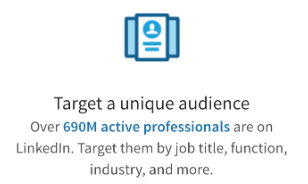 Target a unique audience
Over 690M active professionals are on
LinkedIn. Target them by job title, function,
industry, and more.